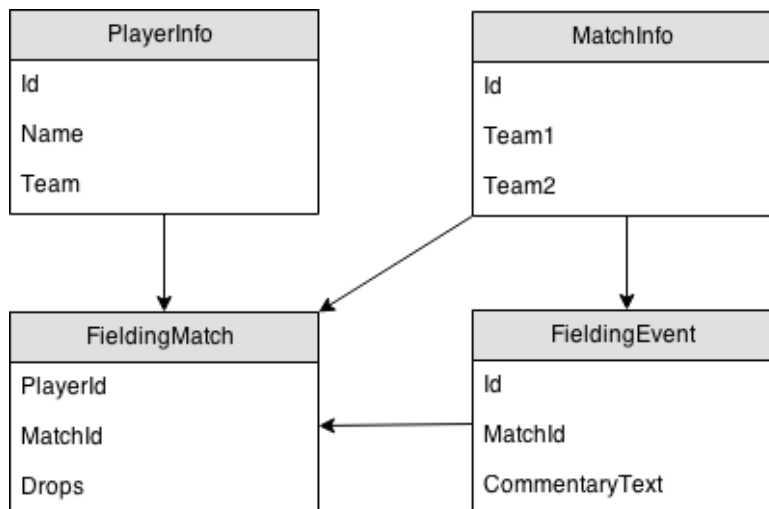 PlayerInfo
Id
Name
Team
MatchInfo
Id
Team1
Team2
FieldingMatch
PlayerId
MatchId
Drops
FieldingEvent
Id
MatchId
CommentaryText